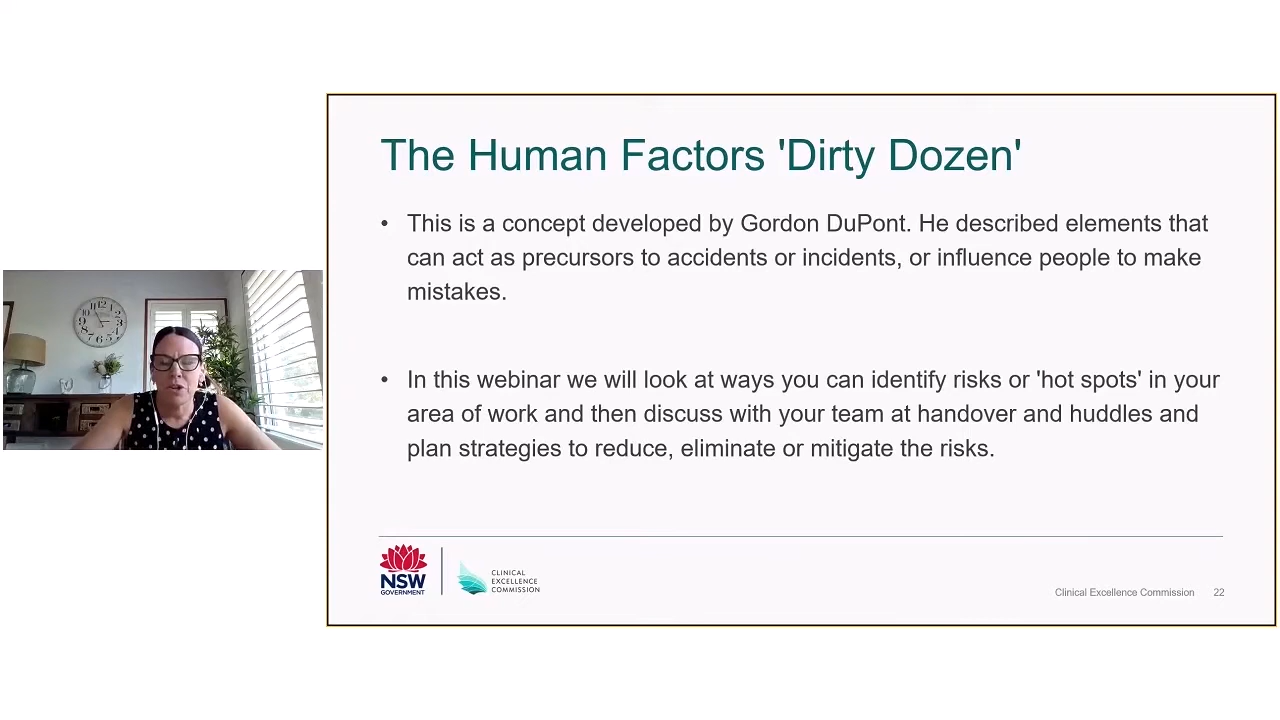 The Human Factors 'Dirty Dozen'
• This is a concept developed by Gordon DuPont. He described elements that
can act as precursors to accidents or incidents, or influence people to make
mistakes.
• In this webinar we will look at ways you can identify risks or 'hot spots' in your
area of work and then discuss with your team at handover and huddles and
plan strategies to reduce, eliminate or mitigate the risks.
NSW
GOVERNMENT
CLINICAL
EXCELLENCE
COMMISSION
Clinical Excellence Commission 22